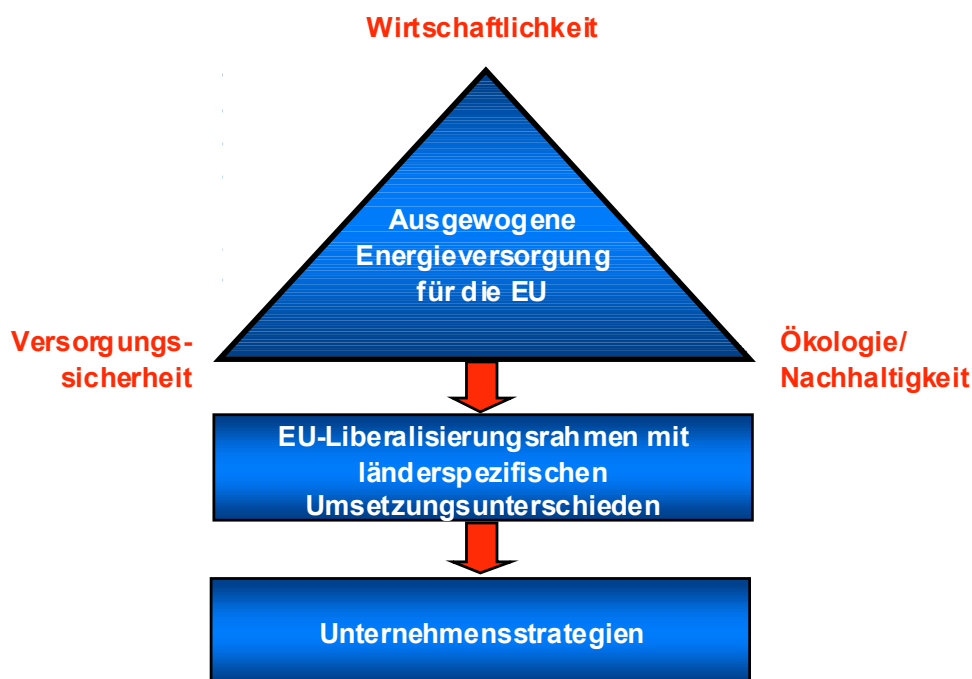 Wirtschaftlichkeit
Ausgewogene
Energieversorgung
für die EU
Versorgungs-
sicherheit
Ökologie/
Nachhaltigkeit
EU-Liberalisierungsrahmen mit
länderspezifischen
Umsetzungsunterschieden
Unternehmensstrategien